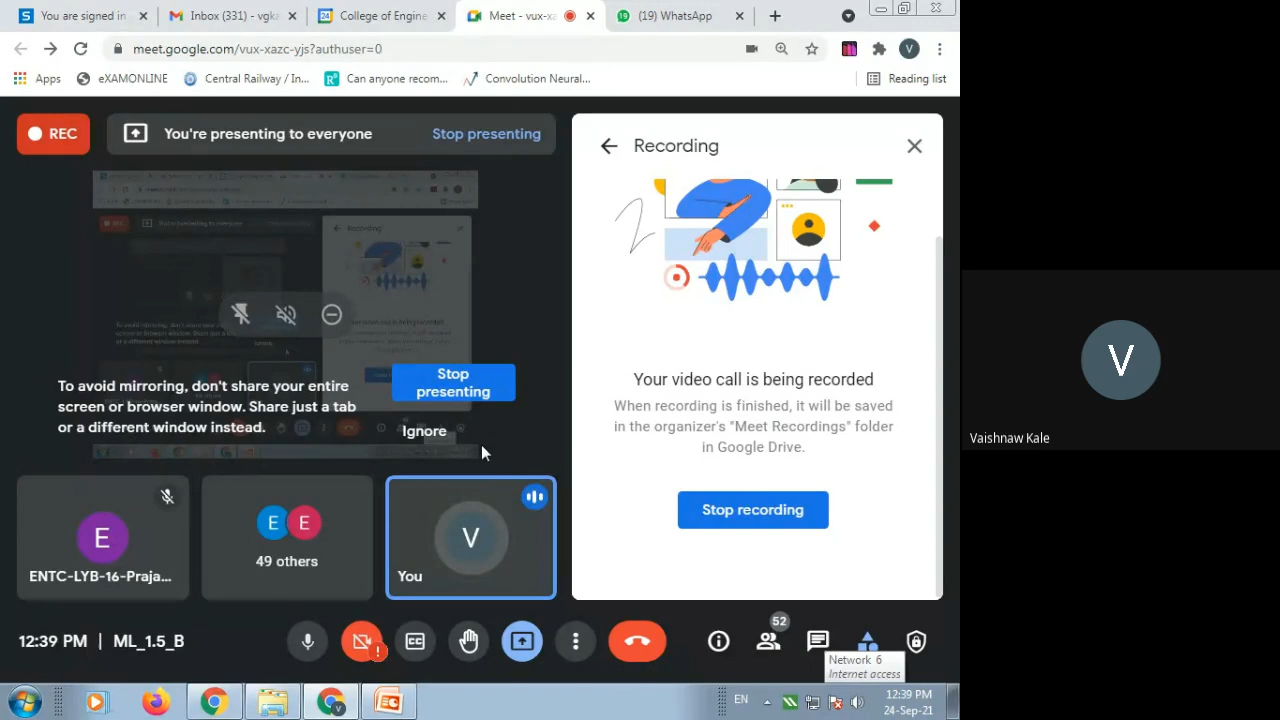 You are signed in
Inbox (331) - vgka
College of Engine
Meet - vux-xa
(19) WhatsApp
meet.google.com/vux-xazc-yjs?authuser=0
V
Apps
eXAMONLINE
Central Railway / In...
Can anyone recom...
Convolution Neural...
Reading list
REC
You're presenting to everyone
Stop presenting
Recording
To avoid mirroring, don't share your entire
screen or browser window. Share just a tab
or a different window instead.
Stop
presenting
Ignore
Your video call is being recorded
When recording is finished, it will be saved
in the organizer's "Meet Recordings" folder
in Google Drive.
Stop recording
E
ENTC-LYB-16-Praja...
E
E
49 others
V
You
V
Vaishnaw Kale
12:39 PM | ML_1.5_B
CC
52
Network 6
Internet access
EN
12:39 PM
24-Sep-21